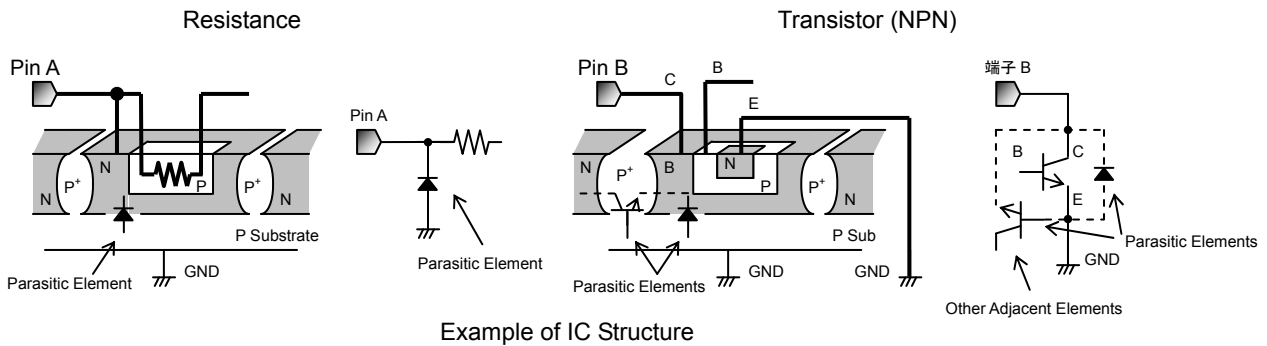 Resistance
Transistor (NPN)
Pin A
Pin B
C
B
E
端子 B
Pin A
N
N
P+
P
P+
N
N
P+
B
N
P
P+
N
B
C
E
P Substrate
P Sub
Parasitic Element
GND
Parasitic Element
Parasitic Elements
GND
GND
GND
Parasitic Elements
Other Adjacent Elements
Example of IC Structure